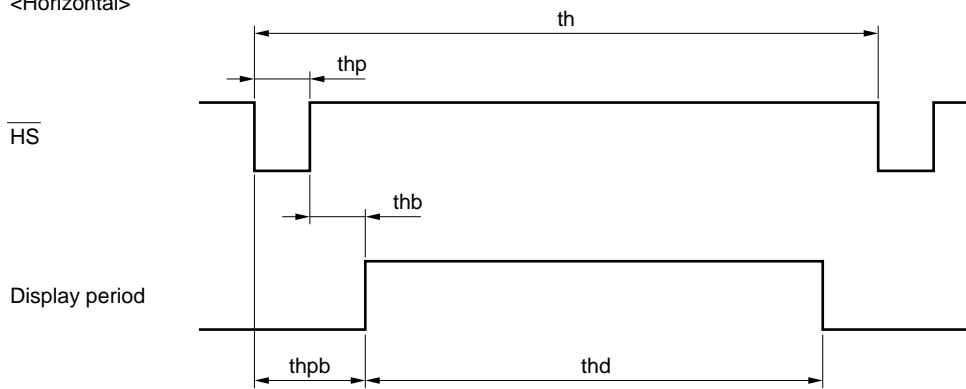 <Horizontal>
th
thp
HS
thb
Display period
thpb
thd